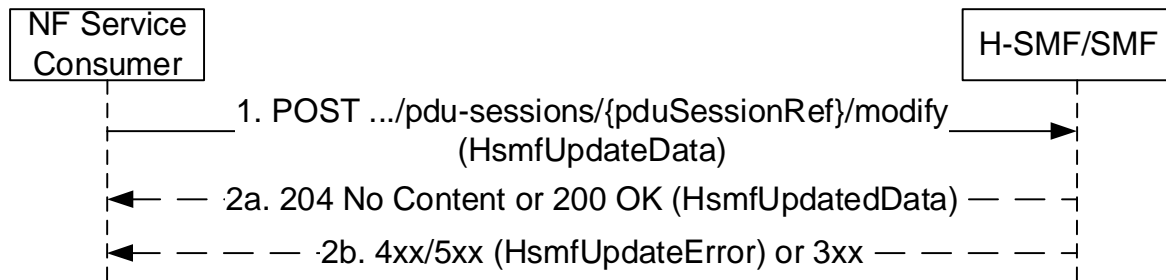 NF Service
Consumer
H-SMF/SMF
1. POST .../pdu-sessions/{pduSessionRef}/modify
(HsmfUpdateData)
2a. 204 No Content or 200 OK (HsmfUpdatedData)
2b. 4xx/5xx (HsmfUpdateError) or 3xx